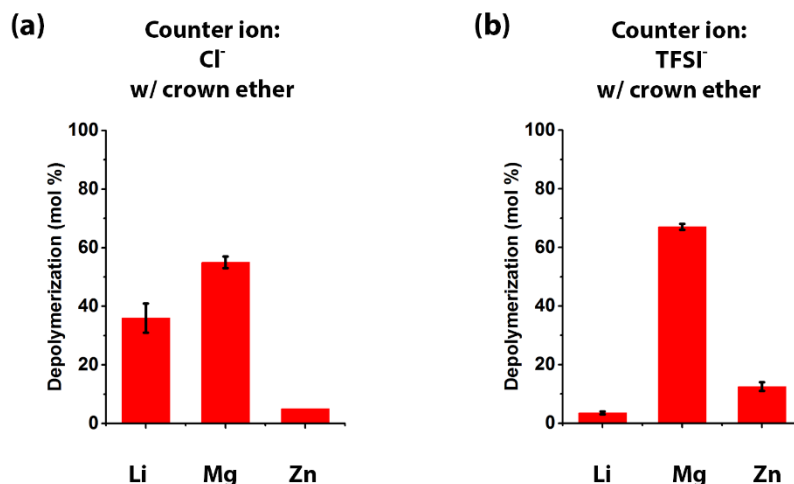 (a)
Counter ion:
Cl⁻
w/ crown ether
Depolymerization (mol %)
100
80
60
40
20
0
Li Mg Zn
(b)
Counter ion:
TFSI⁻
w/ crown ether
Depolymerization (mol %)
100
80
60
40
20
0
Li Mg Zn